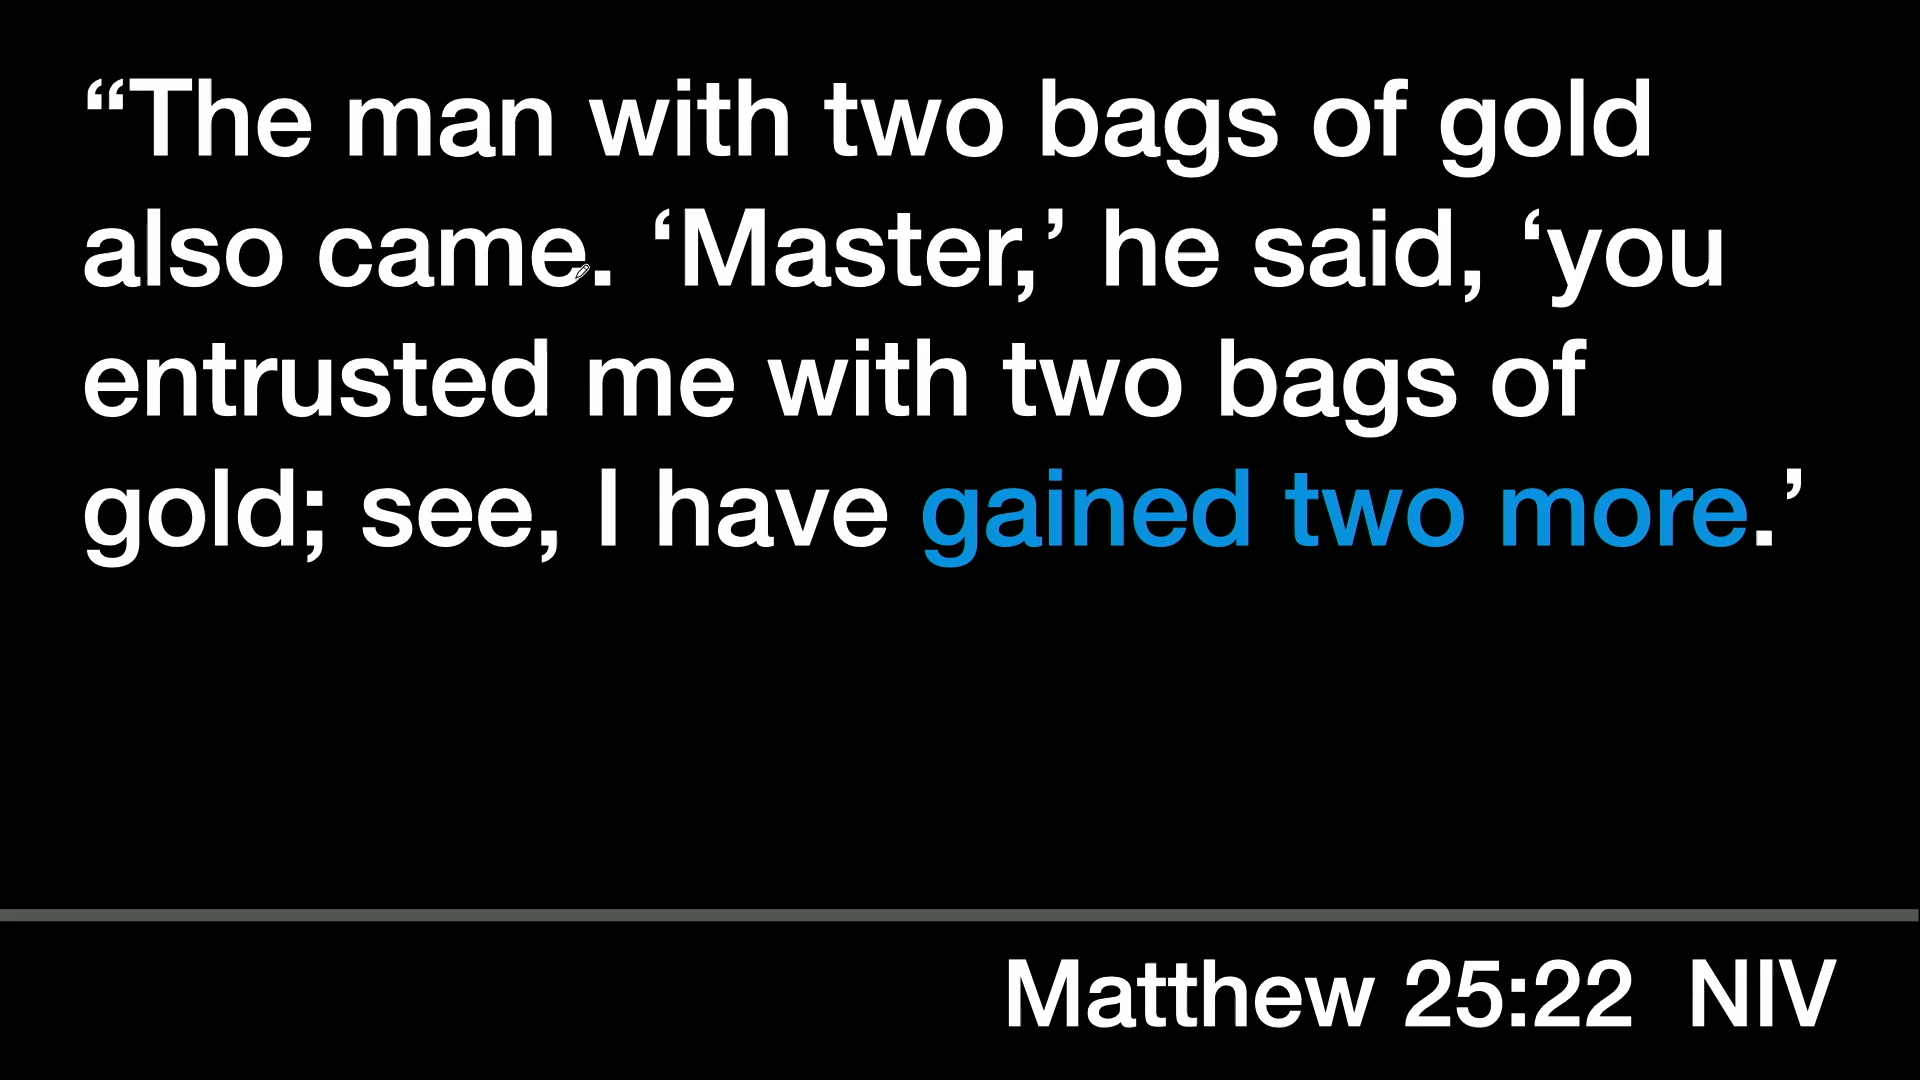 “The man with two bags of gold
also came. ‘Master,’ he said, ‘you
entrusted me with two bags of
gold; see, I have gained two more.’
Matthew 25:22 NIV